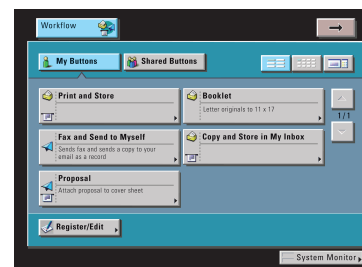 Workflow
My Buttons
Shared Buttons
Print and Store
Booklet
Letter originals to 11 x 17
1/1
Fax and Send to Myself
Sends fax and sends a copy to your
email as a record
Copy and Store in My Inbox
Proposal
Attach proposal to cover sheet
Register/Edit
System Monitor